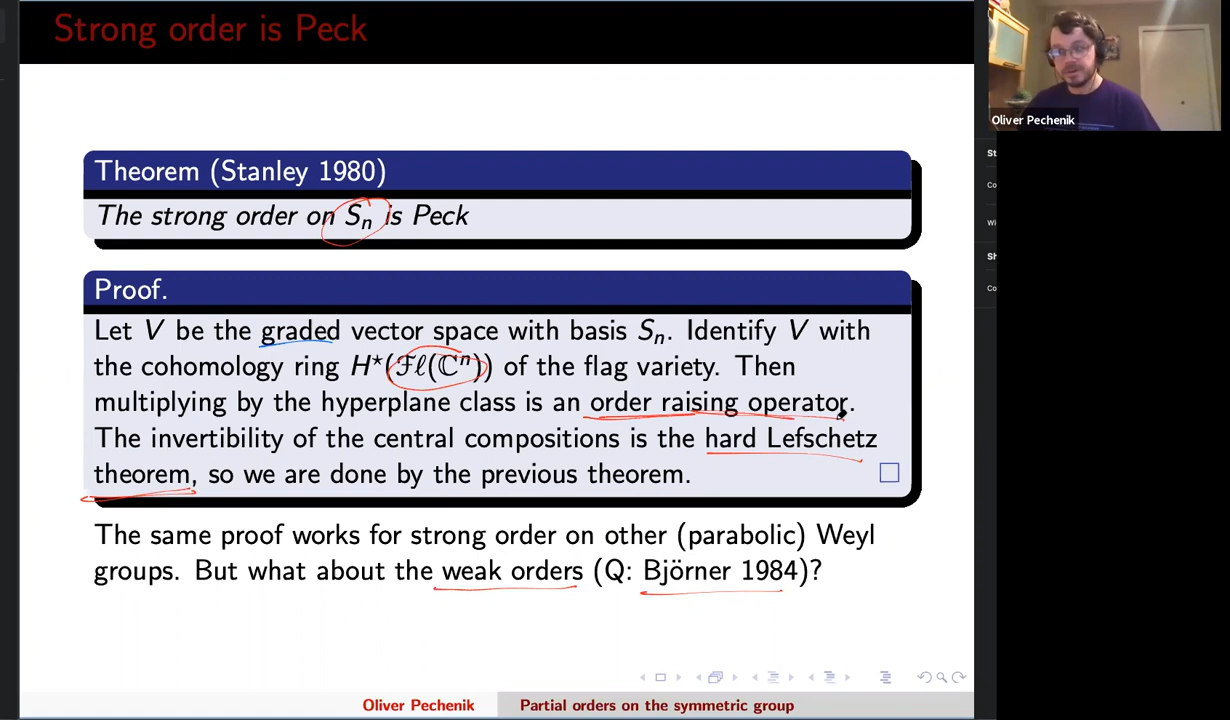 Strong order is Peck
Theorem (Stanley 1980)
The strong order on Sₙ is Peck
Proof.
Let V be the graded vector space with basis Sₙ. Identify V with
the cohomology ring H*(ℱℓ(ℂⁿ)) of the flag variety. Then
multiplying by the hyperplane class is an order raising operator.
The invertibility of the central compositions is the hard Lefschetz
theorem, so we are done by the previous theorem.
The same proof works for strong order on other (parabolic) Weyl
groups. But what about the weak orders (Q: Björner 1984)?
Oliver Pechenik
Partial orders on the symmetric group
Oliver Pechenik
St
Co
Wi
Sh
Co